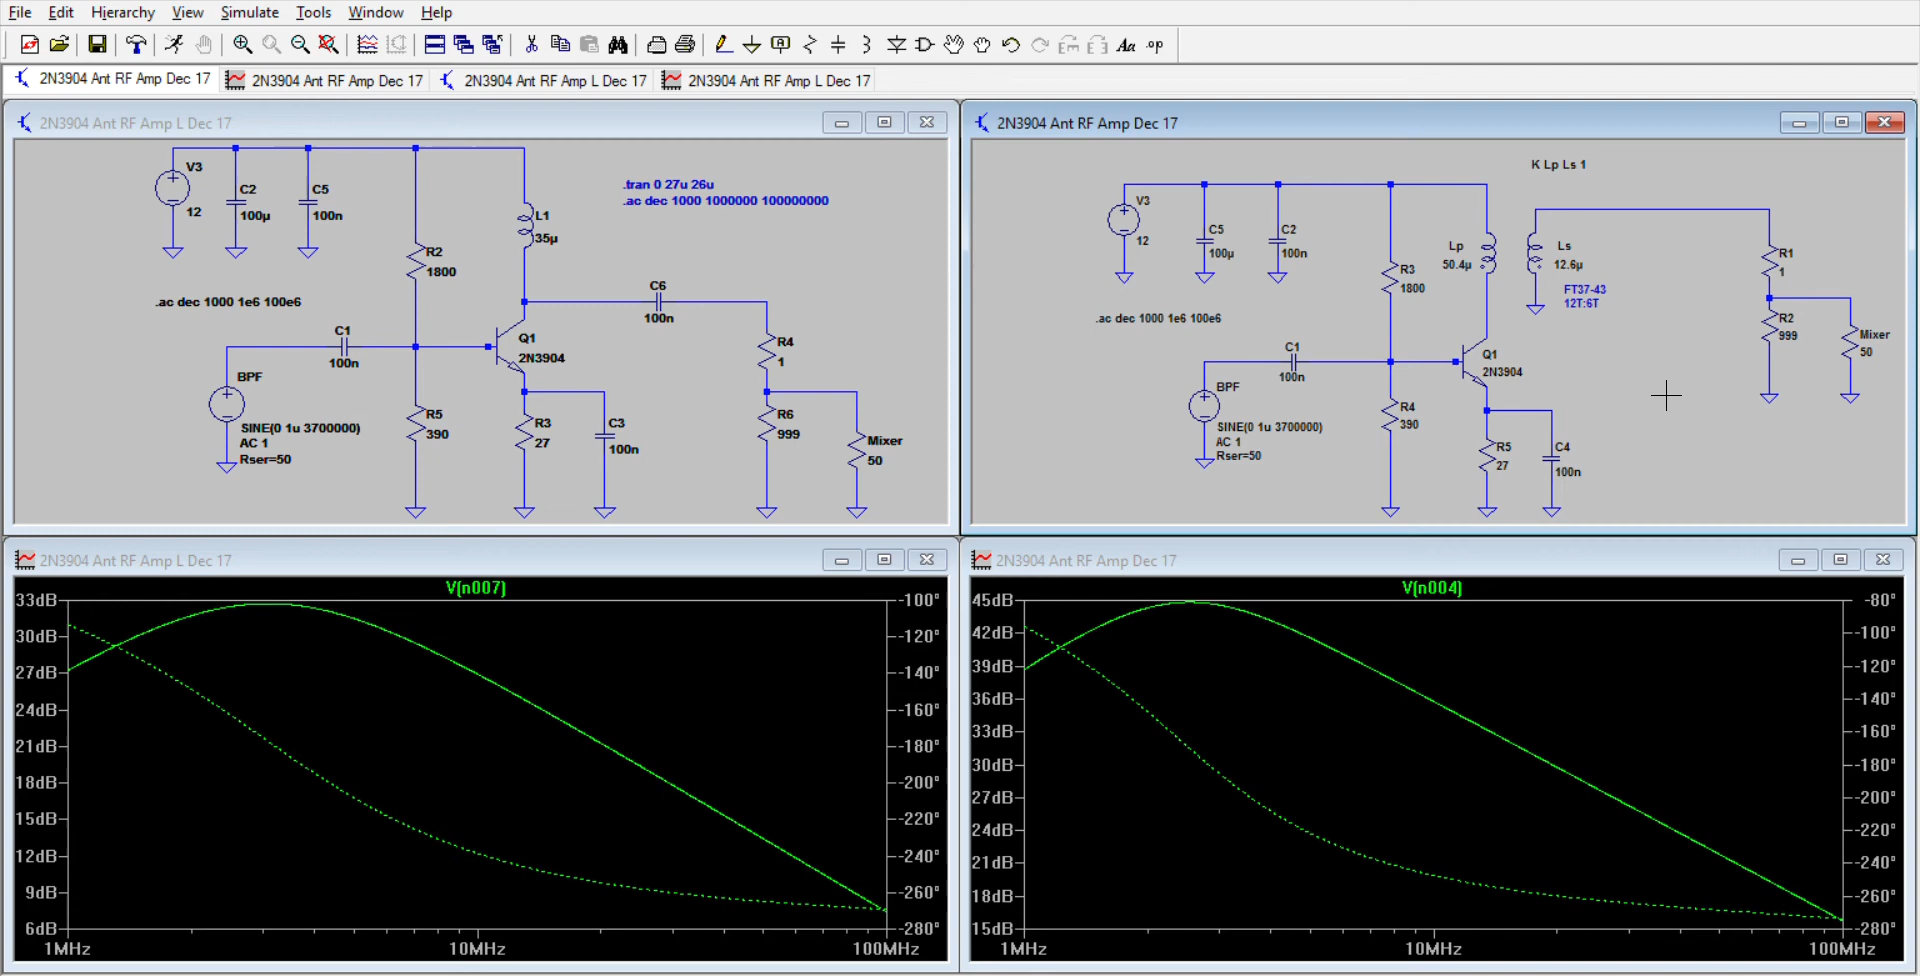 File Edit Hierarchy View Simulate Tools Window Help
2N3904 Ant RF Amp Dec 17
2N3904 Ant RF Amp Dec 17
2N3904 Ant RF Amp L Dec 17
2N3904 Ant RF Amp L Dec 17
2N3904 Ant RF Amp L Dec 17
V3
12
C2
100µ
C5
100n
R2
1800
L1
35µ
.tran 0 27u 26u
.ac dec 1000 1000000 100000000
.ac dec 1000 1e6 100e6
C1
100n
C6
100n
Q1
2N3904
R4
1
BPF
SINE(0 1u 3700000)
AC 1
Rser=50
R5
390
R3
27
C3
100n
R6
999
Mixer
50
2N3904 Ant RF Amp Dec 17
K Lp Ls 1
V3
12
C5
100µ
C2
100n
R3
1800
Lp
50.4µ
Ls
12.6µ
FT37-43
12T:6T
R1
1
R2
999
Mixer
50
.ac dec 1000 1e6 100e6
C1
100n
Q1
2N3904
BPF
SINE(0 1u 3700000)
AC 1
Rser=50
R4
390
R5
27
C4
100n
2N3904 Ant RF Amp L Dec 17
V(n007)
33dB
30dB
27dB
24dB
21dB
18dB
15dB
12dB
9dB
6dB
-100°
-120°
-140°
-160°
-180°
-200°
-220°
-240°
-260°
-280°
1MHz 10MHz 100MHz
2N3904 Ant RF Amp Dec 17
V(n004)
45dB
42dB
39dB
36dB
33dB
30dB
27dB
24dB
21dB
18dB
15dB
-80°
-100°
-120°
-140°
-160°
-180°
-200°
-220°
-240°
-260°
-280°
1MHz 10MHz 100MHz